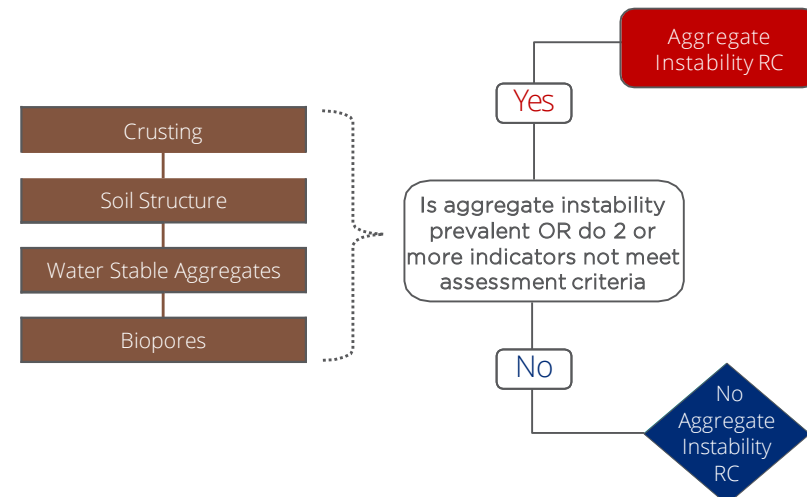 Crusting
Soil Structure
Water Stable Aggregates
Biopores
Is aggregate instability
prevalent OR do 2 or
more indicators not meet
assessment criteria
Yes
Aggregate
Instability RC
No
No
Aggregate
Instability
RC